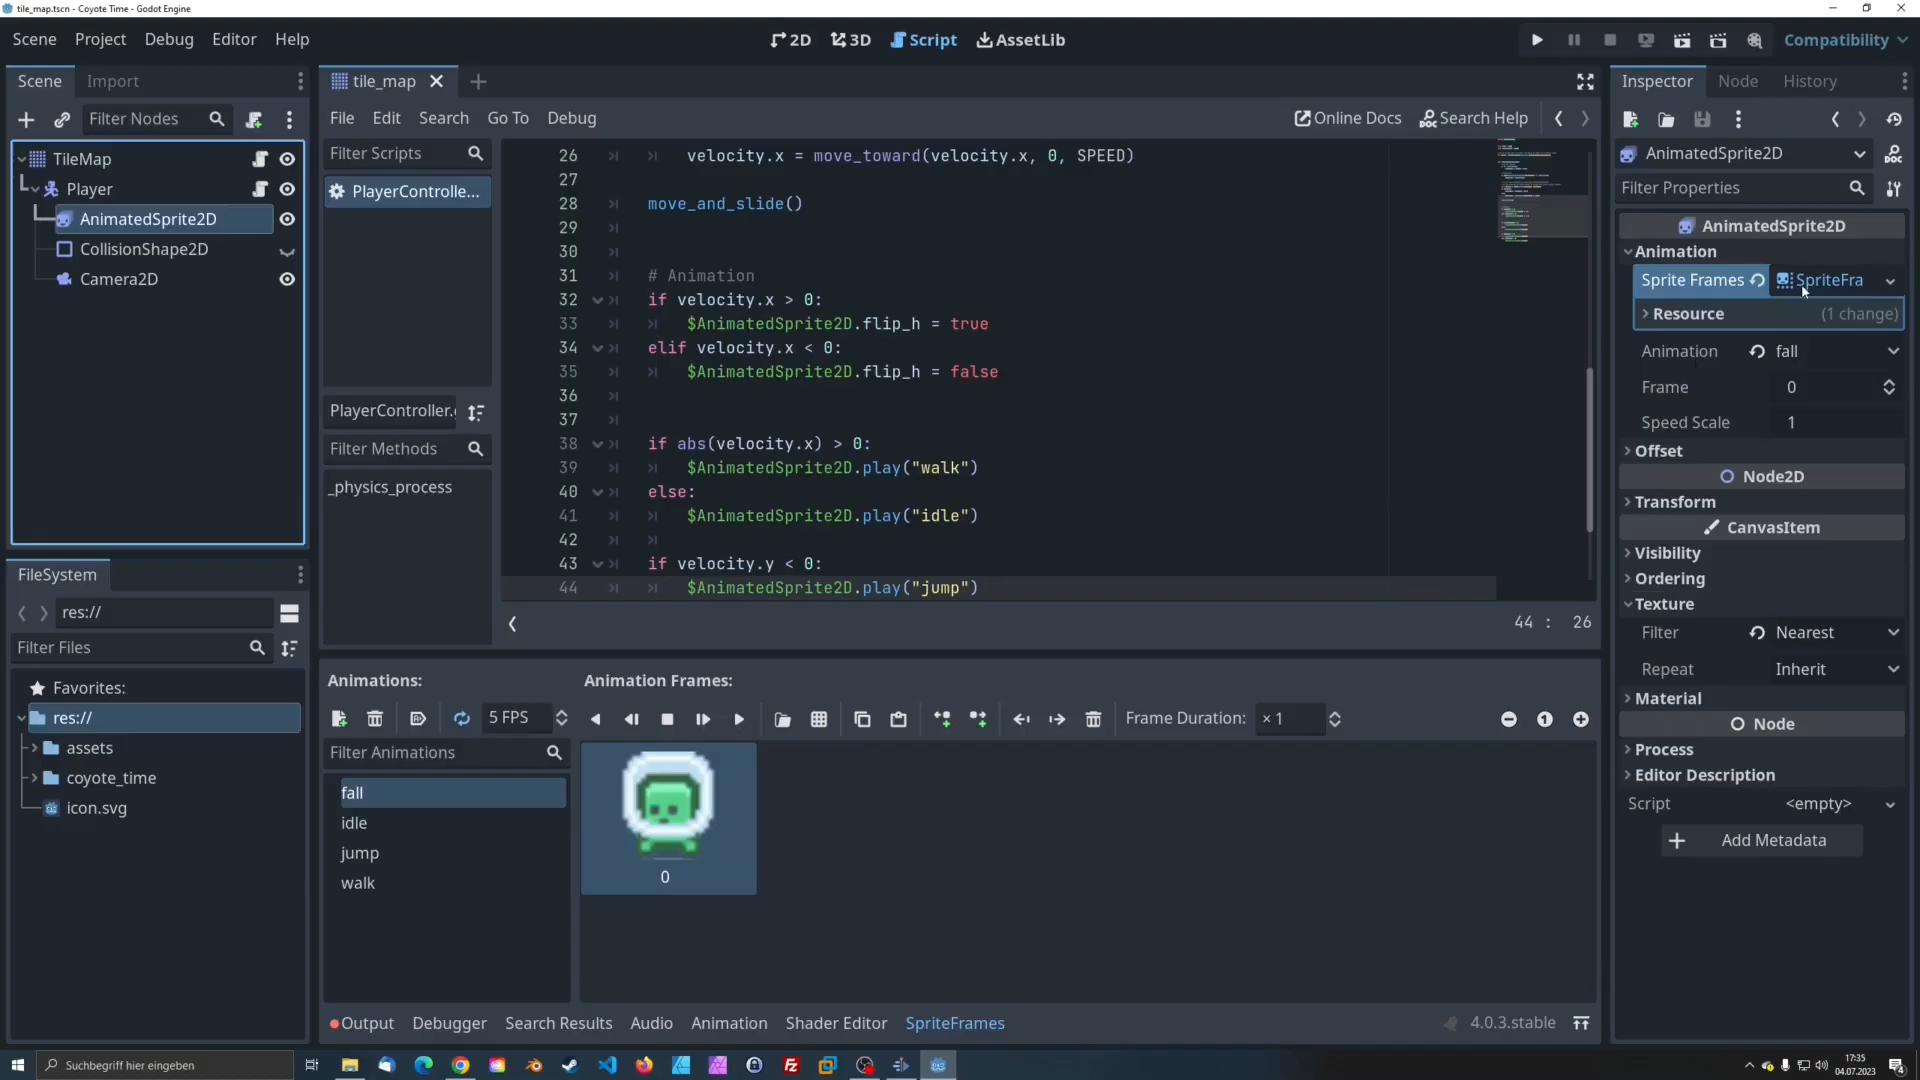 tile_map.tscn - Coyote Time - Godot Engine
Scene Project Debug Editor Help
2D 3D Script AssetLib
Compatibility
Scene Import
Filter Nodes
TileMap
Player
AnimatedSprite2D
CollisionShape2D
Camera2D
FileSystem
res://
Filter Files
Favorites:
res://
assets
coyote_time
icon.svg
tile_map
File Edit Search Go To Debug
Online Docs Search Help
Filter Scripts
PlayerControlle...
PlayerController.
Filter Methods
_physics_process
26 velocity.x = move_toward(velocity.x, 0, SPEED)
27
28 move_and_slide()
29
30
31 # Animation
32 if velocity.x > 0:
33 $AnimatedSprite2D.flip_h = true
34 elif velocity.x < 0:
35 $AnimatedSprite2D.flip_h = false
36
37
38 if abs(velocity.x) > 0:
39 $AnimatedSprite2D.play("walk")
40 else:
41 $AnimatedSprite2D.play("idle")
42
43 if velocity.y < 0:
44 $AnimatedSprite2D.play("jump")
44 : 26
Animations:
5 FPS
Filter Animations
fall
idle
jump
walk
Animation Frames:
Frame Duration: × 1
0
Output Debugger Search Results Audio Animation Shader Editor SpriteFrames
4.0.3.stable
Inspector Node History
AnimatedSprite2D
Filter Properties
AnimatedSprite2D
Animation
Sprite Frames SpriteFra
Resource (1 change)
Animation fall
Frame 0
Speed Scale 1
Offset
Node2D
Transform
CanvasItem
Visibility
Ordering
Texture
Filter Nearest
Repeat Inherit
Material
Node
Process
Editor Description
Script <empty>
Add Metadata
Suchbegriff hier eingeben
17:35
04.07.2023